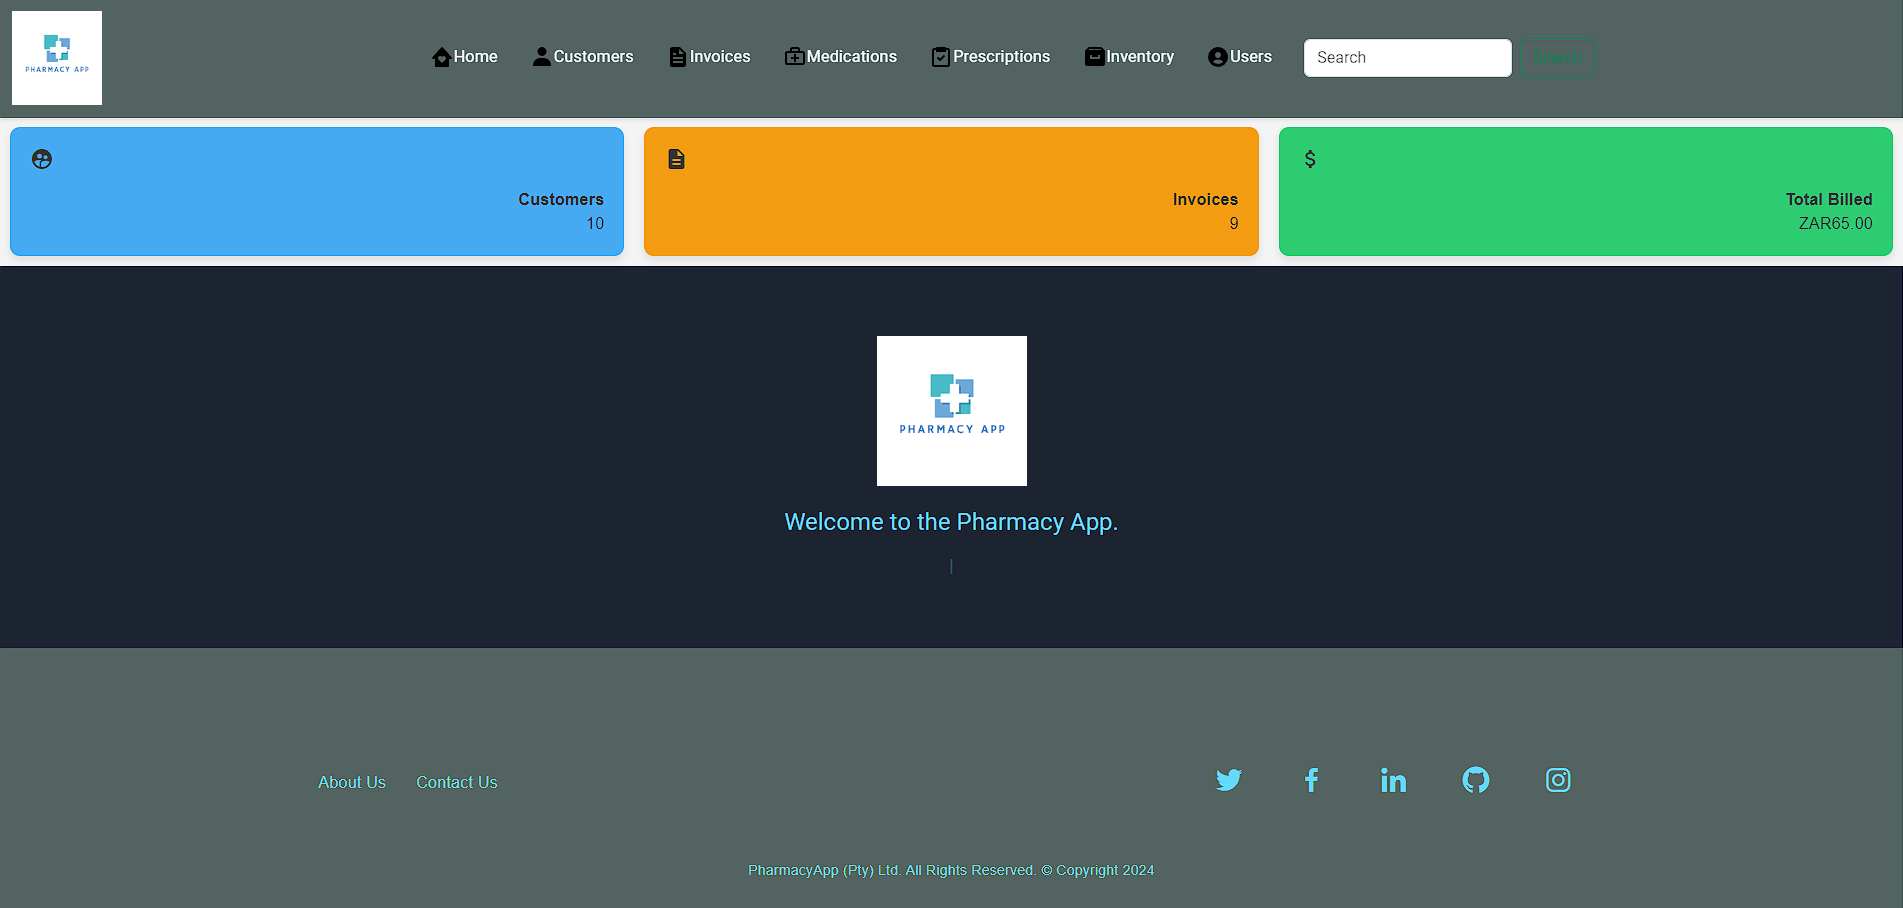 PHARMACY APP
Home Customers Invoices Medications Prescriptions Inventory Users Search Search
Customers
10
Invoices
9
Total Billed
ZAR65.00
PHARMACY APP
Welcome to the Pharmacy App.
About Us Contact Us
PharmacyApp (Pty) Ltd. All Rights Reserved. © Copyright 2024